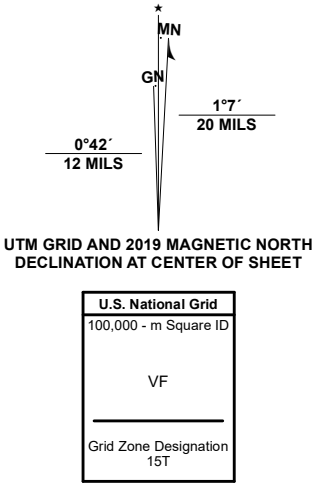 ★
MN
GN
1°7´
20 MILS
0°42´
12 MILS
UTM GRID AND 2019 MAGNETIC NORTH
DECLINATION AT CENTER OF SHEET
U.S. National Grid
100,000 - m Square ID
VF
Grid Zone Designation
15T